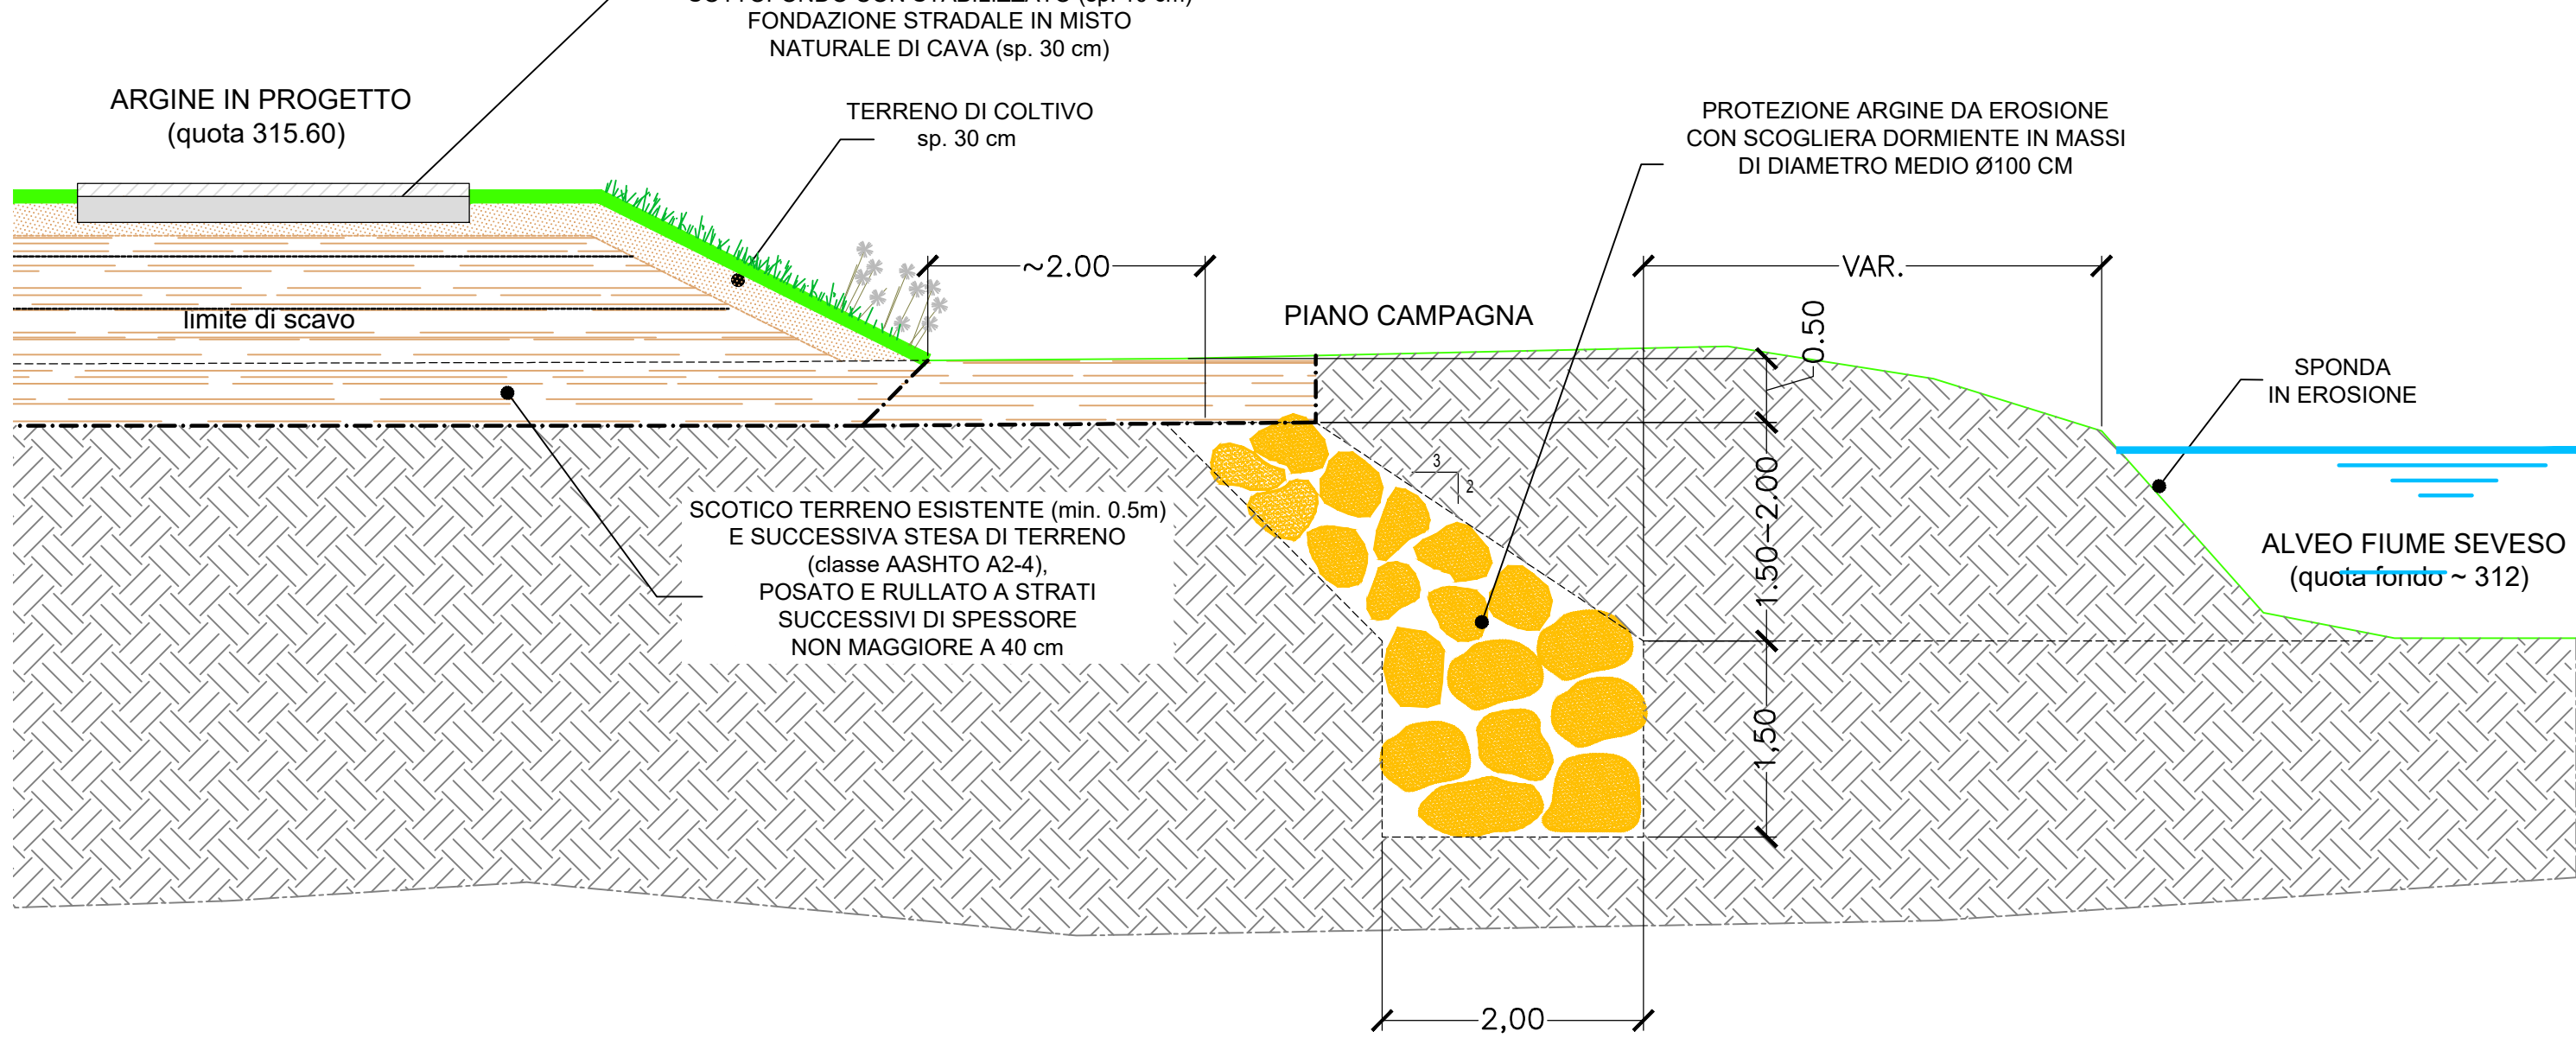 FONDAZIONE STRADALE IN MISTO
NATURALE DI CAVA (sp. 30 cm)
ARGINE IN PROGETTO
(quota 315.60)
TERRENO DI COLTIVO
sp. 30 cm
PROTEZIONE ARGINE DA EROSIONE
CON SCOGLIERA DORMIENTE IN MASSI
DI DIAMETRO MEDIO Ø100 CM
~2.00
VAR.
limite di scavo
PIANO CAMPAGNA
0.50
SPONDA
IN EROSIONE
3
2
1.50-2.00
SCOTICO TERRENO ESISTENTE (min. 0.5m)
E SUCCESSIVA STESA DI TERRENO
(classe AASHTO A2-4),
POSATO E RULLATO A STRATI
SUCCESSIVI DI SPESSORE
NON MAGGIORE A 40 cm
ALVEO FIUME SEVESO
(quota fondo ~ 312)
1,50
2,00